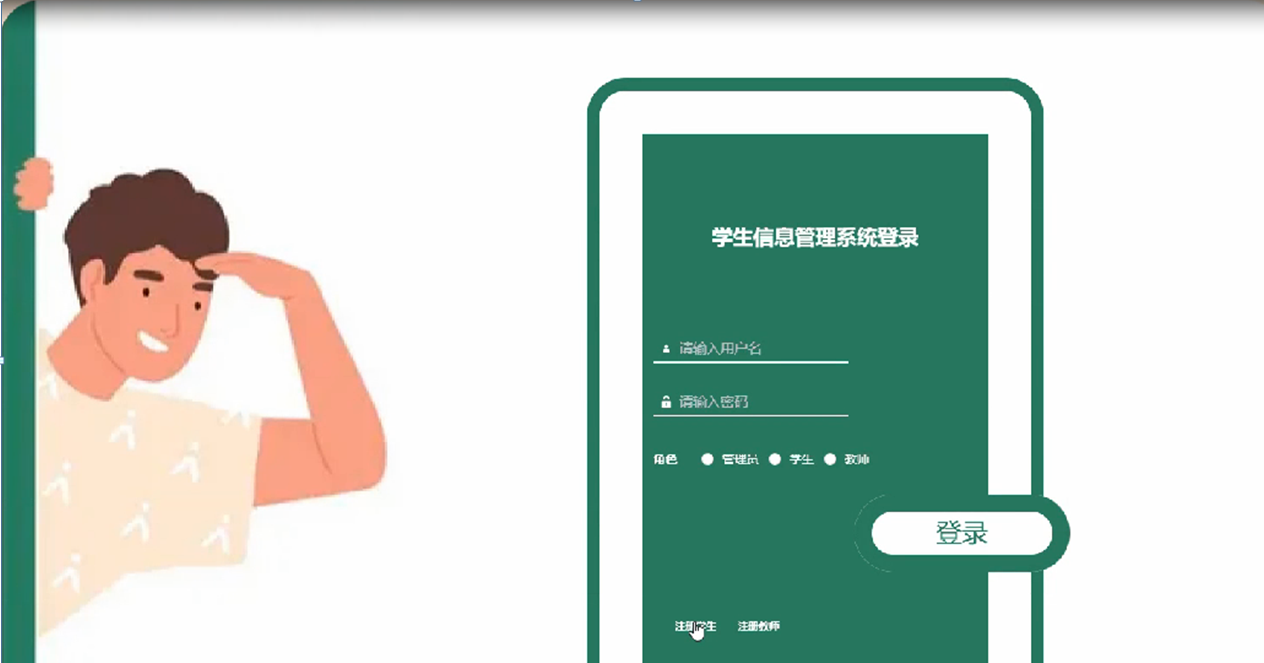 学生信息管理系统登录
请输入用户名
请输入密码
角色 管理员 学生 教师
登录
注册学生 注册教师